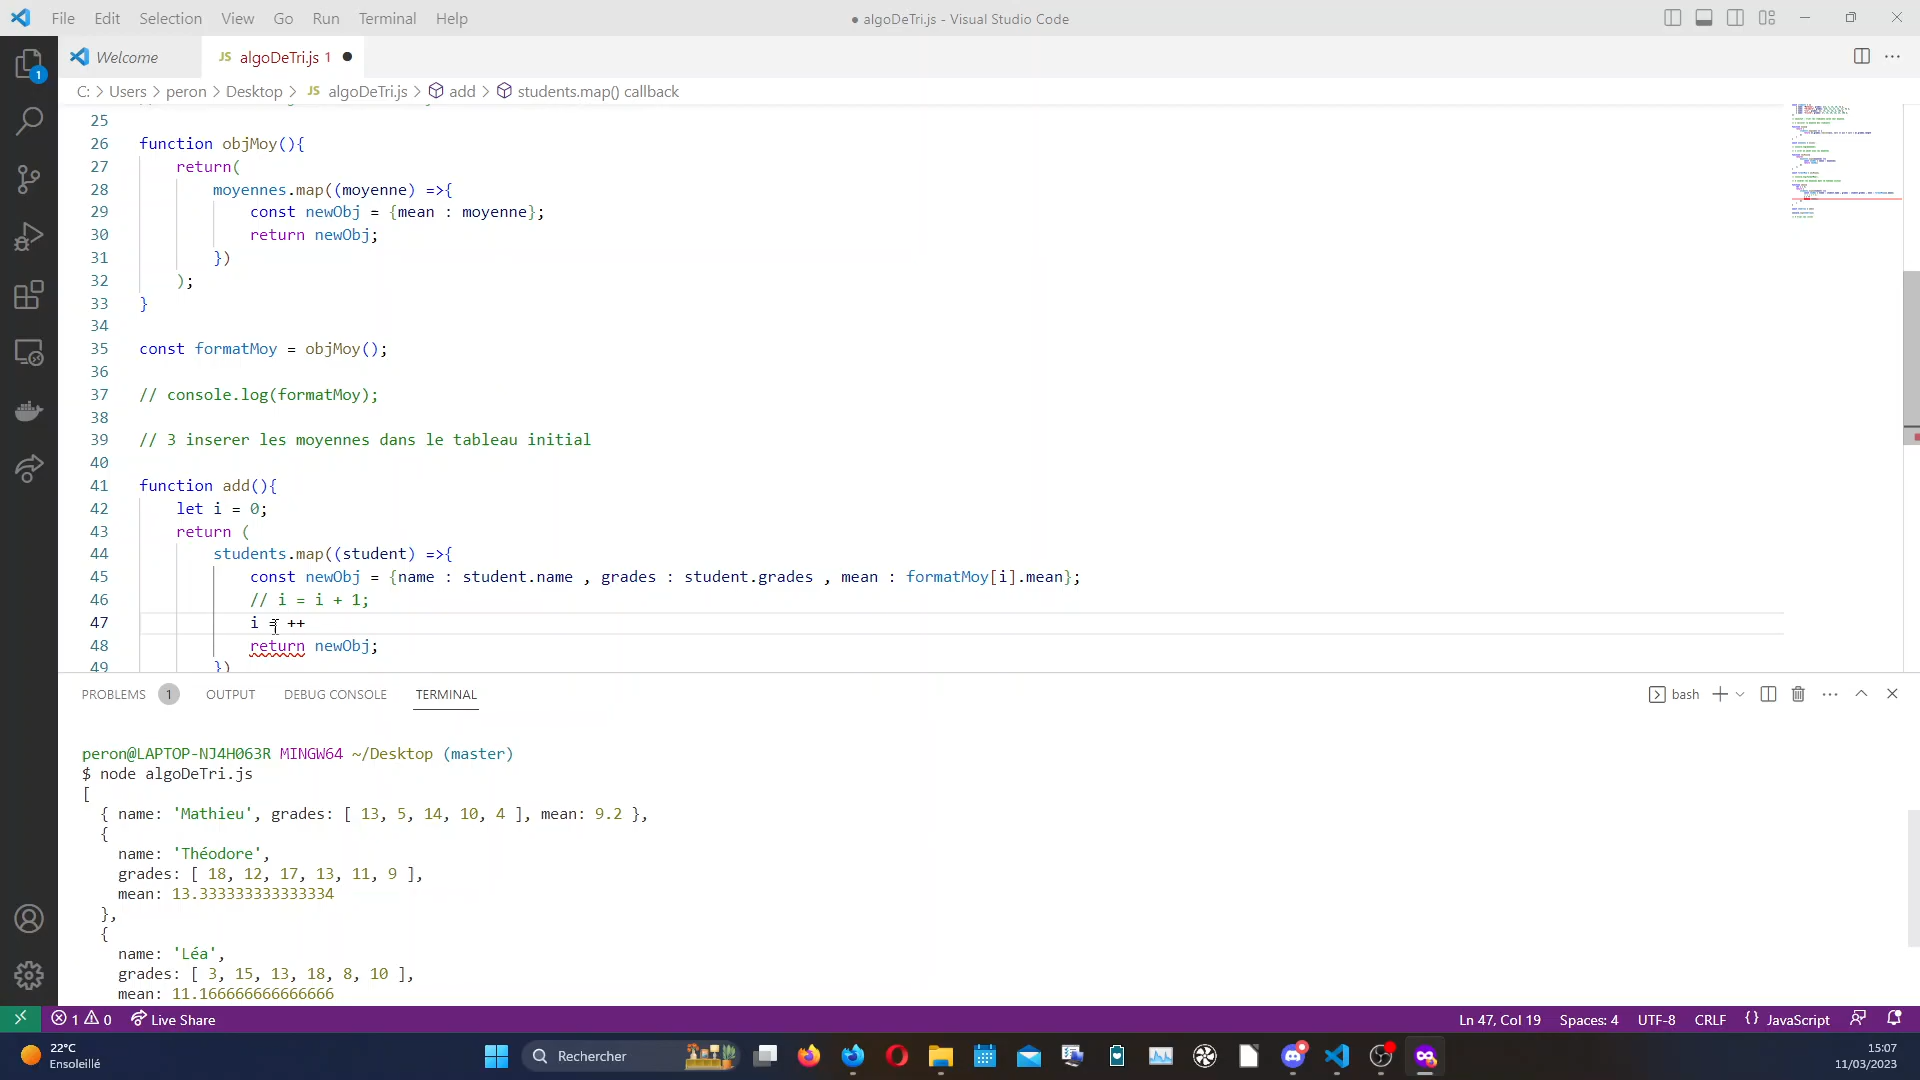 File Edit Selection View Go Run Terminal Help
● algoDeTri.js - Visual Studio Code
Welcome
JS algoDeTri.js 1 ●
C: > Users > peron > Desktop > JS algoDeTri.js > add > students.map() callback
25
26 function objMoy(){
27 return(
28 moyennes.map((moyenne) =>{
29 const newObj = {mean : moyenne};
30 return newObj;
31 })
32 );
33 }
34
35 const formatMoy = objMoy();
36
37 // console.log(formatMoy);
38
39 // 3 inserer les moyennes dans le tableau initial
40
41 function add(){
42 let i = 0;
43 return (
44 students.map((student) =>{
45 const newObj = {name : student.name , grades : student.grades , mean : formatMoy[i].mean};
46 // i = i + 1;
47 i = ++
48 return newObj;
49 })
PROBLEMS 1 OUTPUT DEBUG CONSOLE TERMINAL
bash
peron@LAPTOP-NJ4H063R MINGW64 ~/Desktop (master)
$ node algoDeTri.js
[
{ name: 'Mathieu', grades: [ 13, 5, 14, 10, 4 ], mean: 9.2 },
{
name: 'Théodore',
grades: [ 18, 12, 17, 13, 11, 9 ],
mean: 13.333333333333334
},
{
name: 'Léa',
grades: [ 3, 15, 13, 18, 8, 10 ],
mean: 11.166666666666666
1 0 Live Share
Ln 47, Col 19 Spaces: 4 UTF-8 CRLF {} JavaScript
22°C
Ensoleillé
Rechercher
15:07
11/03/2023